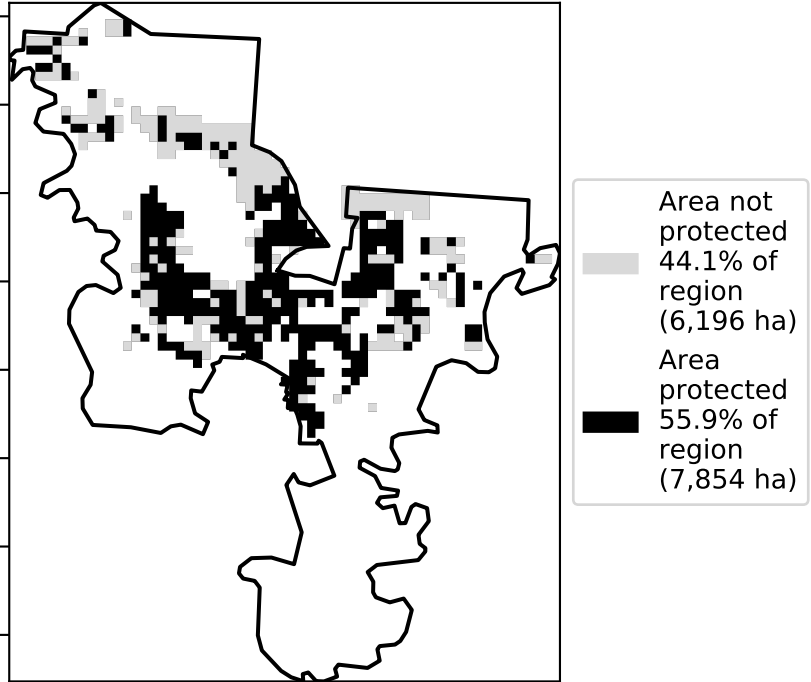 Area not
protected
44.1% of
region
(6,196 ha)
Area
protected
55.9% of
region
(7,854 ha)